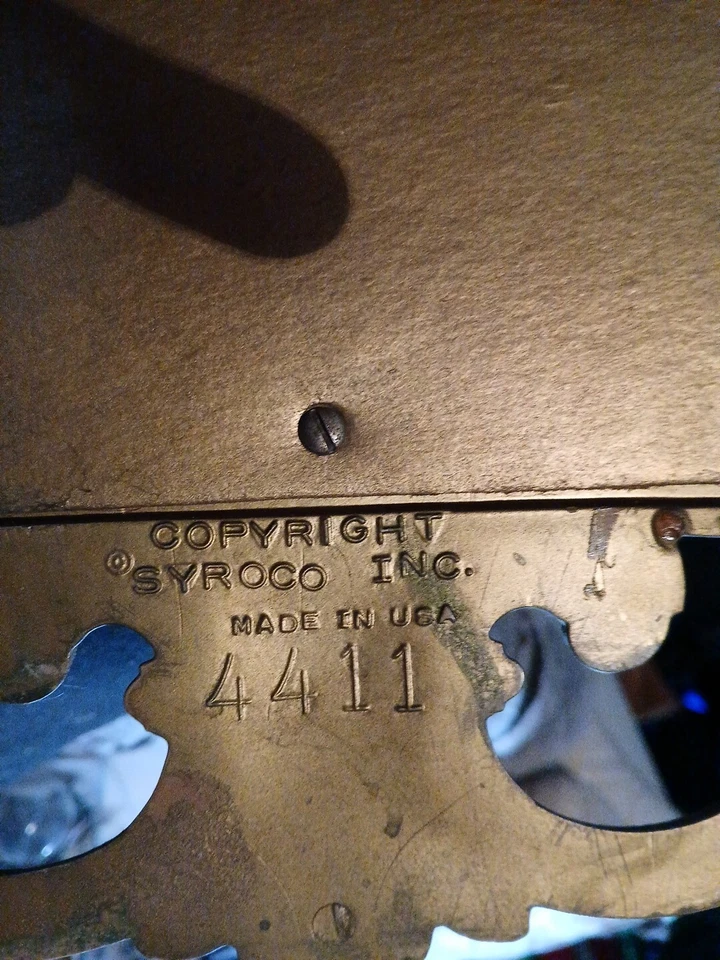 COPYRIGHT
© SYROCO INC.
MADE IN USA
4411